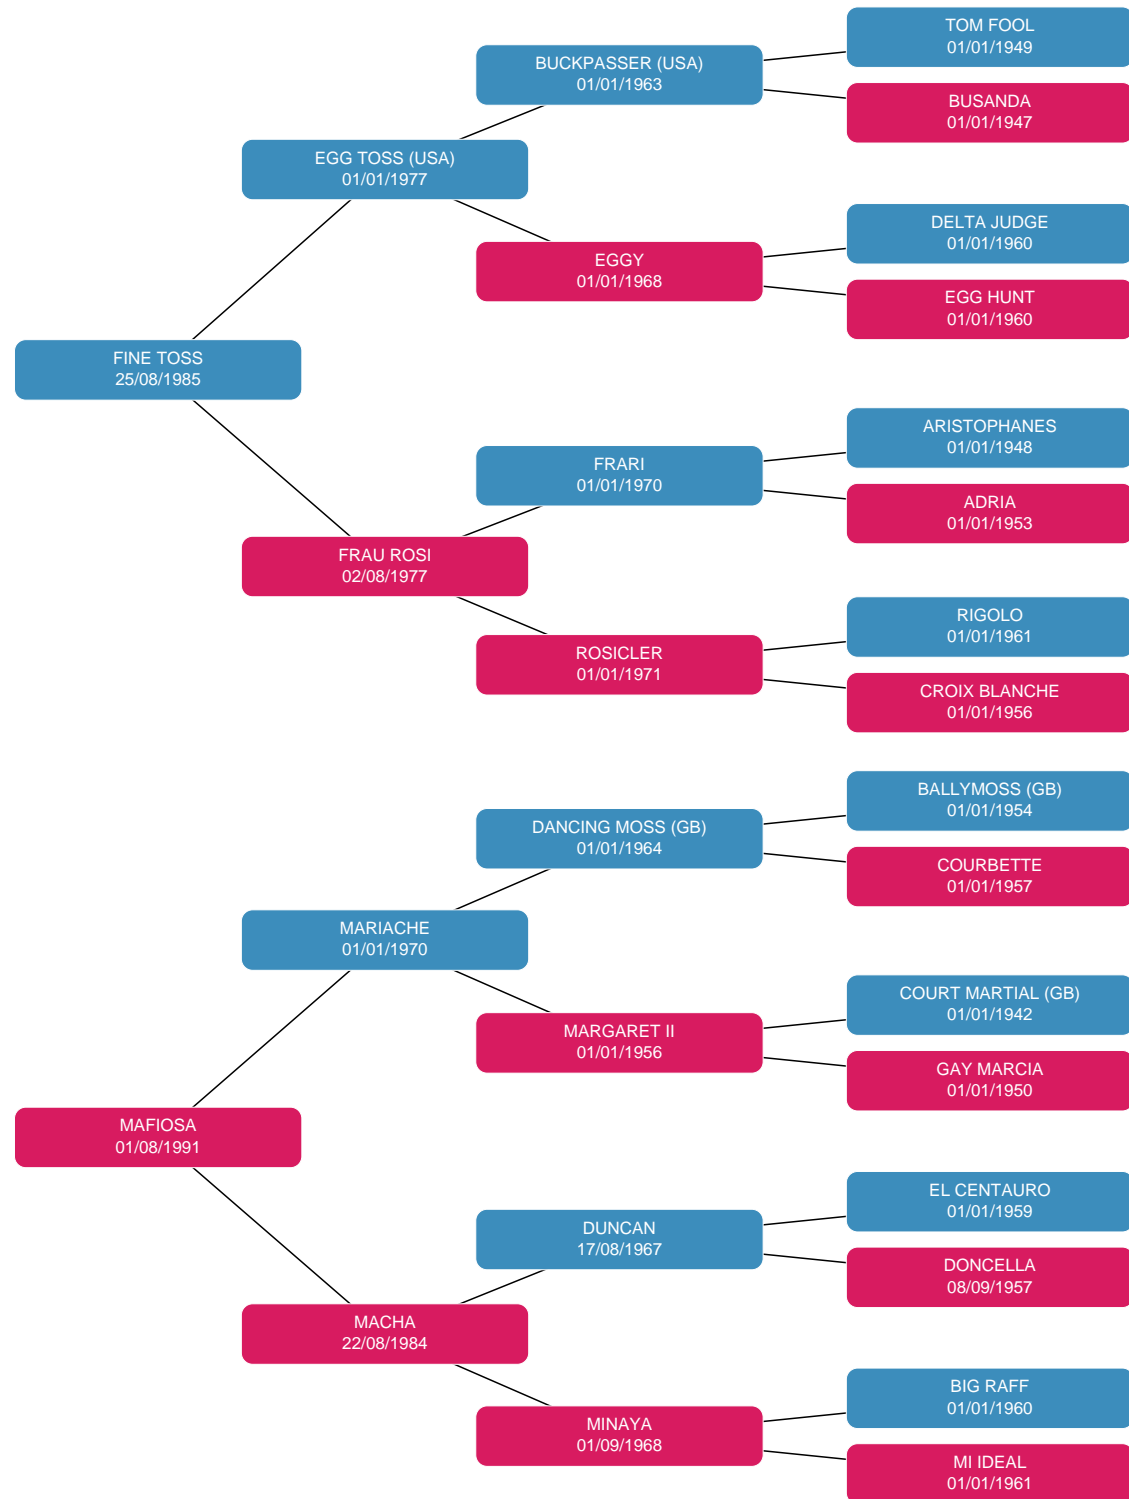 TOM FOOL
01/01/1949
BUCKPASSER (USA)
01/01/1963
BUSANDA
01/01/1947
EGG TOSS (USA)
01/01/1977
DELTA JUDGE
01/01/1960
EGGY
01/01/1968
EGG HUNT
01/01/1960
FINE TOSS
25/08/1985
ARISTOPHANES
01/01/1948
FRARI
01/01/1970
ADRIA
01/01/1953
FRAU ROSI
02/08/1977
RIGOLO
01/01/1961
ROSICLER
01/01/1971
CROIX BLANCHE
01/01/1956
BALLYMOSS (GB)
01/01/1954
DANCING MOSS (GB)
01/01/1964
COURBETTE
01/01/1957
MARIACHE
01/01/1970
COURT MARTIAL (GB)
01/01/1942
MARGARET II
01/01/1956
GAY MARCIA
01/01/1950
MAFIOSA
01/08/1991
EL CENTAURO
01/01/1959
DUNCAN
17/08/1967
DONCELLA
08/09/1957
MACHA
22/08/1984
BIG RAFF
01/01/1960
MINAYA
01/09/1968
MI IDEAL
01/01/1961